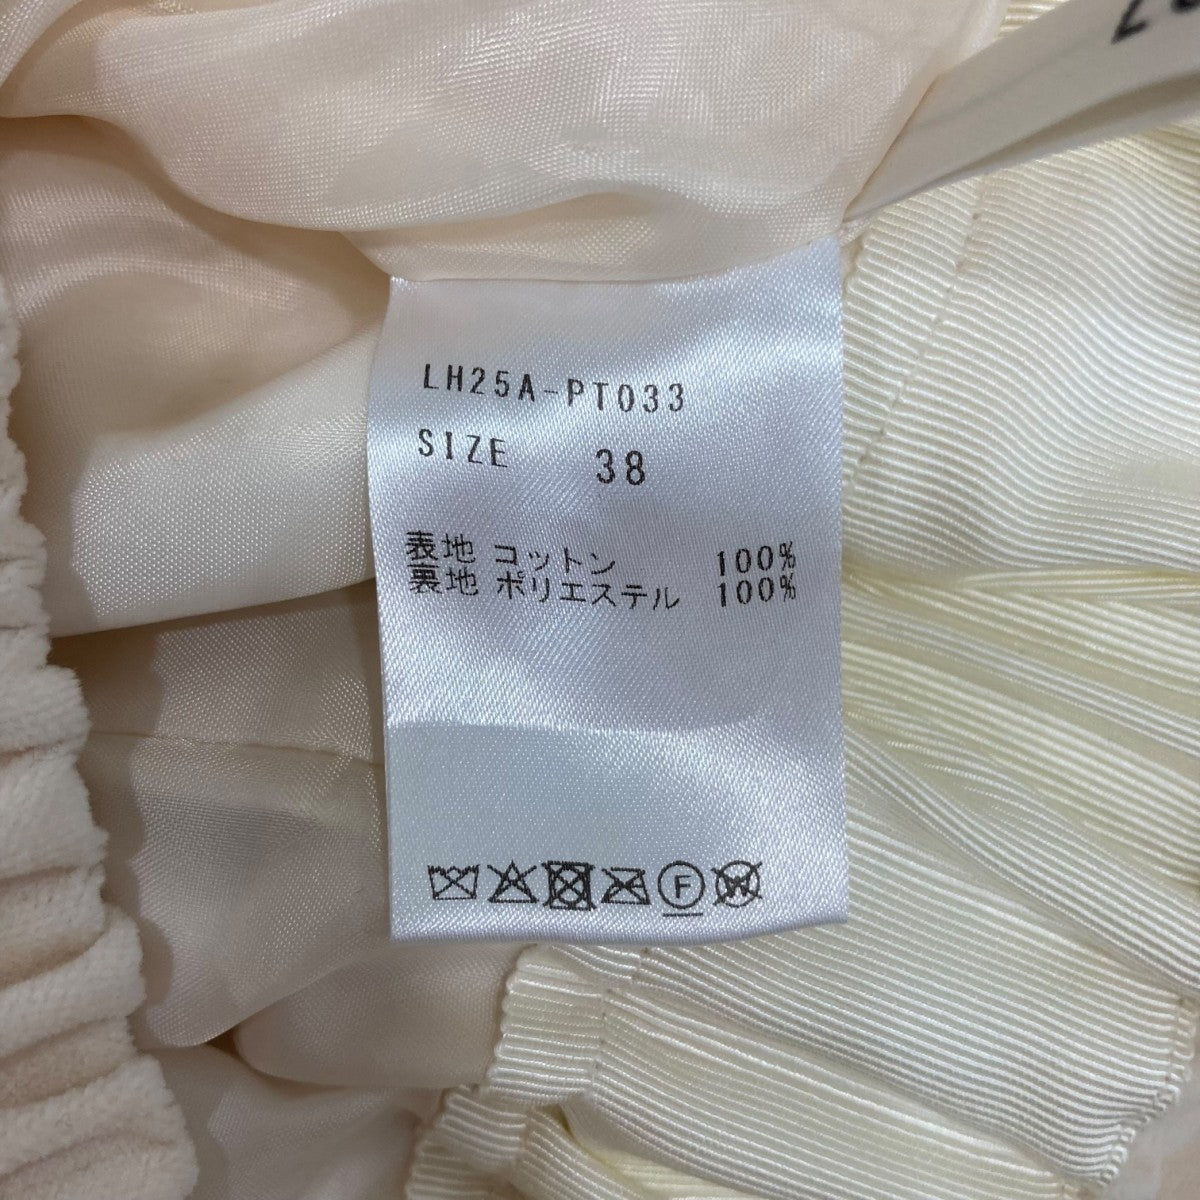 LH25A-PT033
SIZE 38
表地 コットン 100%
裏地 ポリエステル 100%
F
W